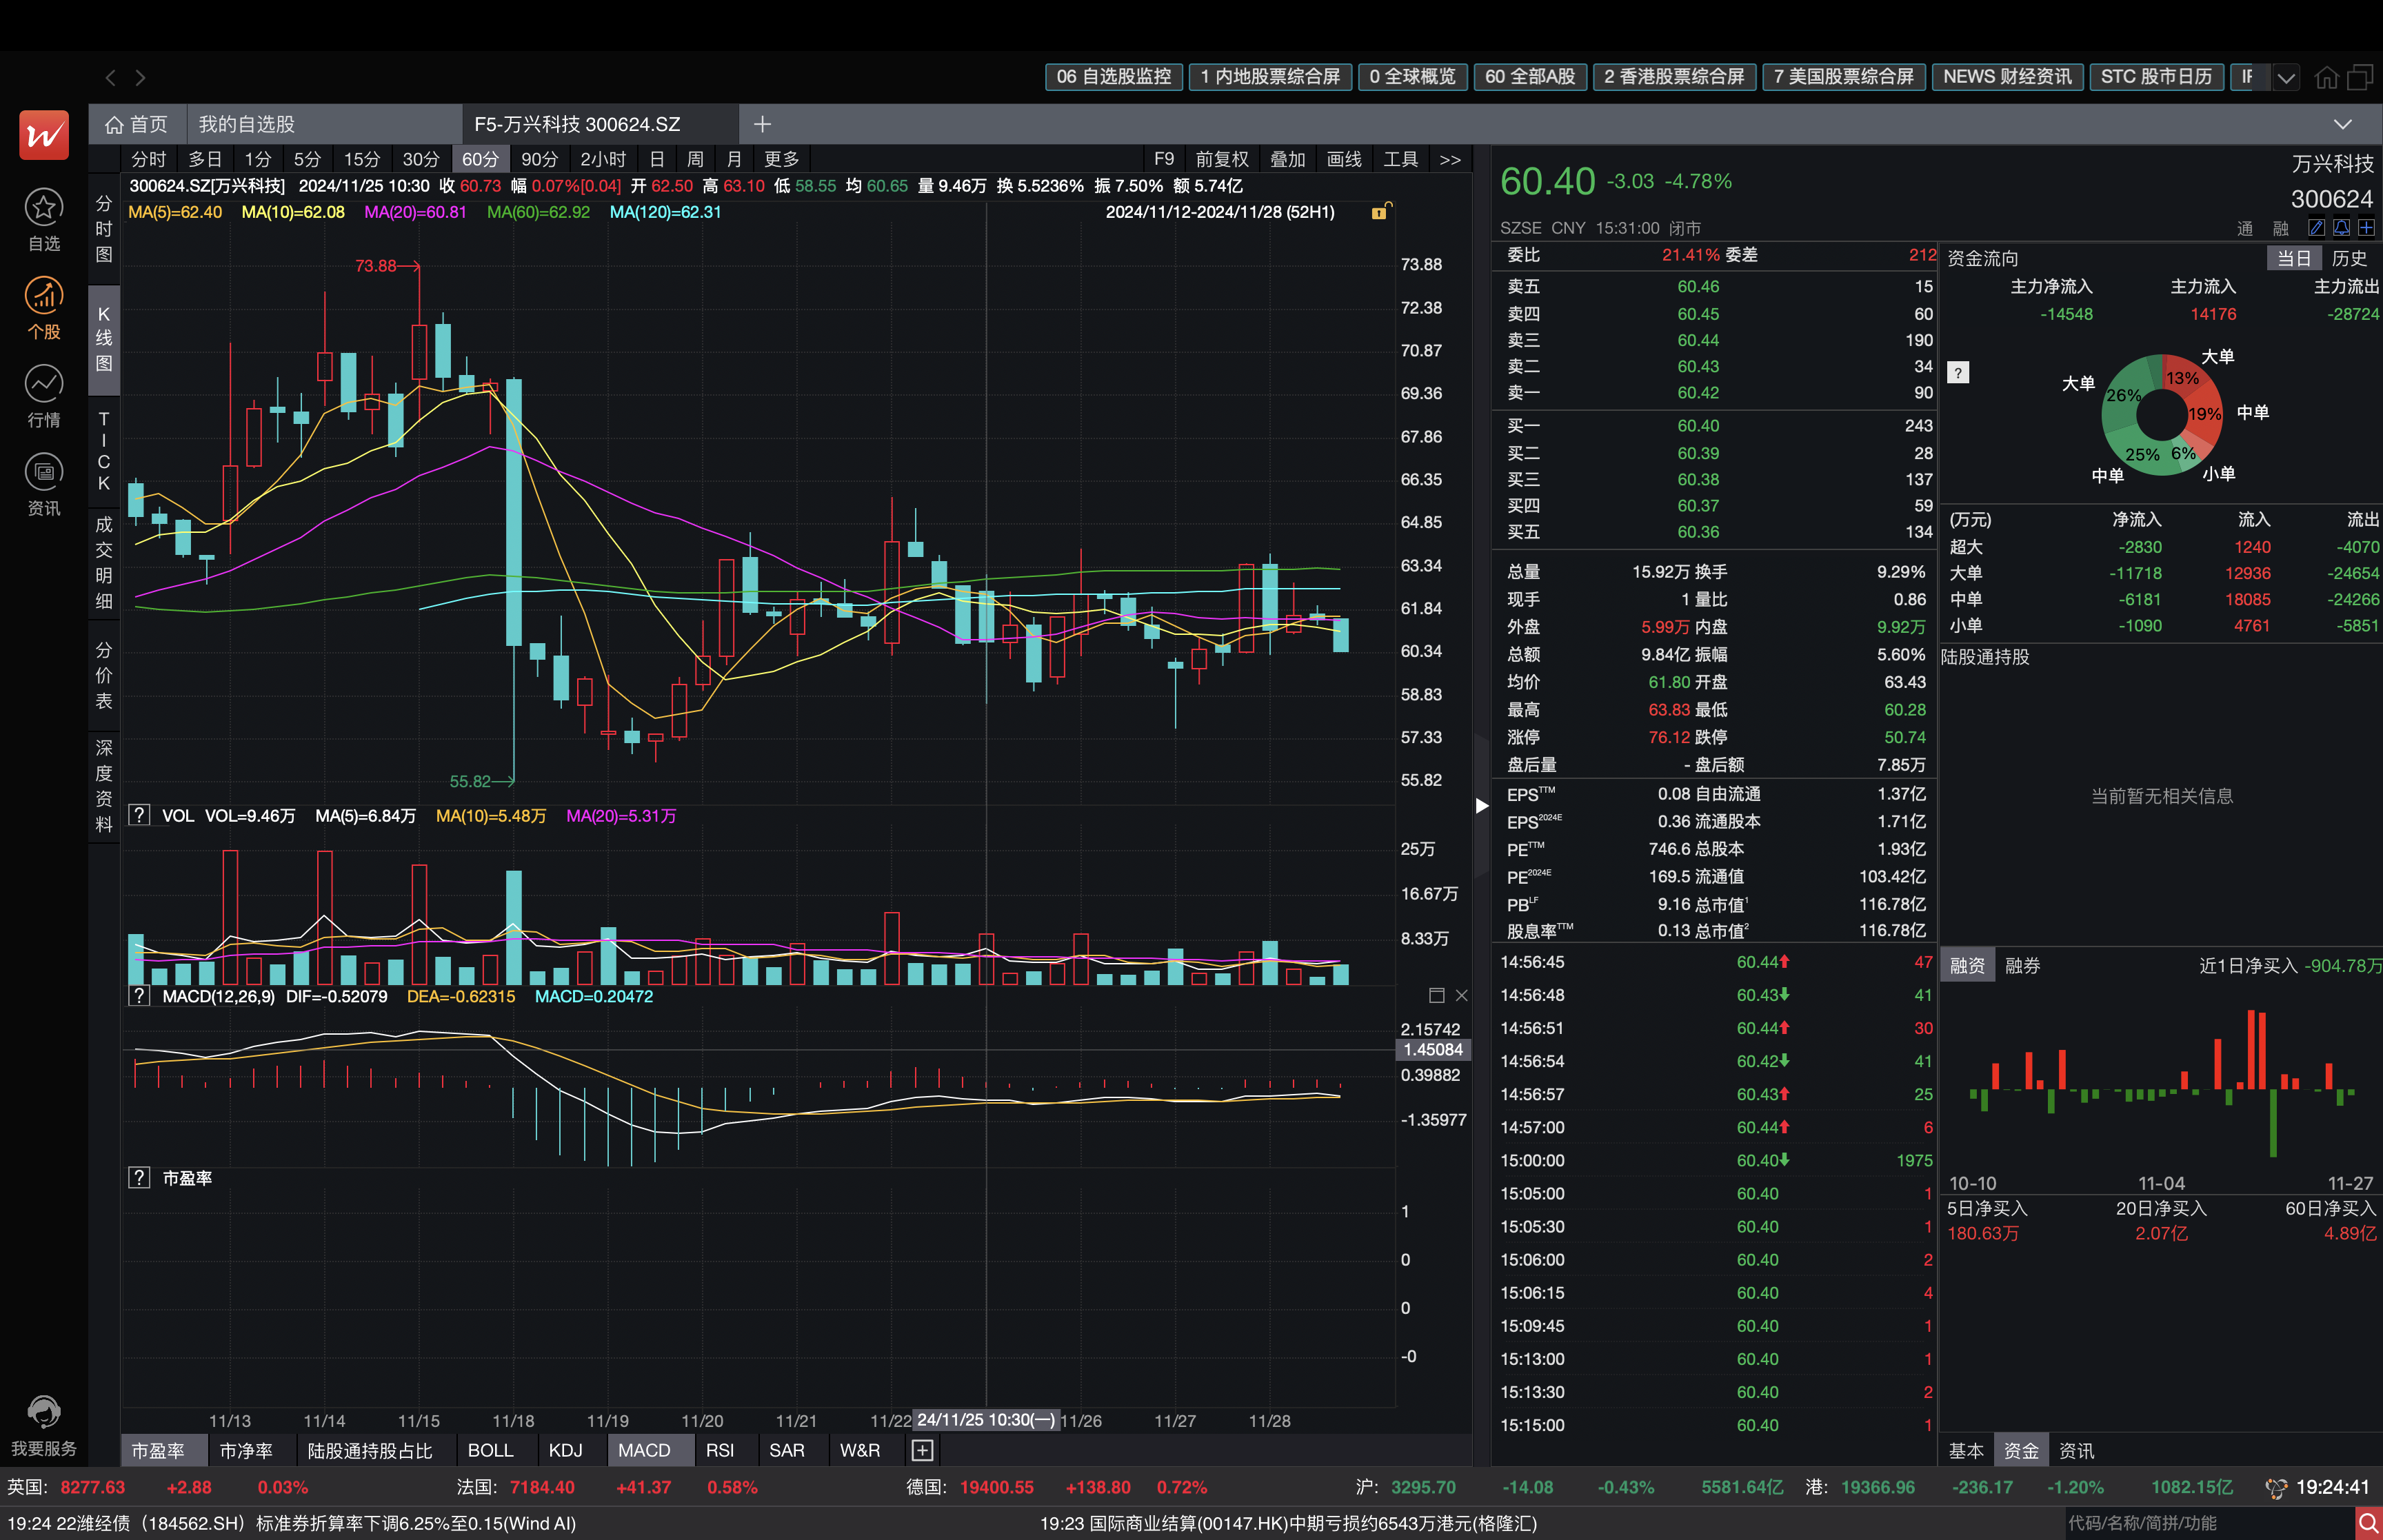 06 自选股监控 1 内地股票综合屏 0 全球概览 60 全部A股 2 香港股票综合屏 7 美国股票综合屏 NEWS 财经资讯 STC 股市日历
首页 我的自选股 F5-万兴科技 300624.SZ
自选
个股
行情
资讯
我要服务
分时图
K线图
TICK
成交明细
分价表
深度资料
分时 多日 1分 5分 15分 30分 60分 90分 2小时 日 周 月 更多 F9 前复权 叠加 画线 工具 >>
300624.SZ[万兴科技] 2024/11/25 10:30 收 60.73 幅 0.07%[0.04] 开 62.50 高 63.10 低 58.55 均 60.65 量 9.46万 换 5.5236% 振 7.50% 额 5.74亿
MA(5)=62.40 MA(10)=62.08 MA(20)=60.81 MA(60)=62.92 MA(120)=62.31 2024/11/12-2024/11/28 (52H1)
73.88
55.82
73.88
72.38
70.87
69.36
67.86
66.35
64.85
63.34
61.84
60.34
58.83
57.33
55.82
? VOL VOL=9.46万 MA(5)=6.84万 MA(10)=5.48万 MA(20)=5.31万
25万
16.67万
8.33万
? MACD(12,26,9) DIF=-0.52079 DEA=-0.62315 MACD=0.20472
2.15742
1.45084
0.39882
-1.35977
? 市盈率
1
0
0
-0
11/13 11/14 11/15 11/18 11/19 11/20 11/21 11/22 24/11/25 10:30(一) 11/26 11/27 11/28
市盈率 市净率 陆股通持股占比 BOLL KDJ MACD RSI SAR W&R
60.40 -3.03 -4.78%
万兴科技
300624
SZSE CNY 15:31:00 闭市
通 融
委比 21.41% 委差 212
卖五 60.46 15
卖四 60.45 60
卖三 60.44 190
卖二 60.43 34
卖一 60.42 90
买一 60.40 243
买二 60.39 28
买三 60.38 137
买四 60.37 59
买五 60.36 134
总量 15.92万 换手 9.29%
现手 1 量比 0.86
外盘 5.99万 内盘 9.92万
总额 9.84亿 振幅 5.60%
均价 61.80 开盘 63.43
最高 63.83 最低 60.28
涨停 76.12 跌停 50.74
盘后量 - 盘后额 7.85万
EPSTTM 0.08 自由流通 1.37亿
EPS2024E 0.36 流通股本 1.71亿
PETTM 746.6 总股本 1.93亿
PE2024E 169.5 流通值 103.42亿
PBLF 9.16 总市值1 116.78亿
股息率TTM 0.13 总市值2 116.78亿
14:56:45 60.44 47
14:56:48 60.43 41
14:56:51 60.44 30
14:56:54 60.42 41
14:56:57 60.43 25
14:57:00 60.44 6
15:00:00 60.40 1975
15:05:00 60.40 1
15:05:30 60.40 1
15:06:00 60.40 2
15:06:15 60.40 4
15:09:45 60.40 1
15:13:00 60.40 1
15:13:30 60.40 2
15:15:00 60.40 1
资金流向 当日 历史
主力净流入 主力流入 主力流出
-14548 14176 -28724
?
大单 26%
大单 13%
中单 19%
中单 25%
小单 6%
(万元) 净流入 流入 流出
超大 -2830 1240 -4070
大单 -11718 12936 -24654
中单 -6181 18085 -24266
小单 -1090 4761 -5851
陆股通持股
当前暂无相关信息
融资 融券 近1日净买入 -904.78万
10-10 11-04 11-27
5日净买入 20日净买入 60日净买入
180.63万 2.07亿 4.89亿
基本 资金 资讯
英国: 8277.63 +2.88 0.03% 法国: 7184.40 +41.37 0.58% 德国: 19400.55 +138.80 0.72% 沪: 3295.70 -14.08 -0.43% 5581.64亿 港: 19366.96 -236.17 -1.20% 1082.15亿 19:24:41
19:24 22潍经债（184562.SH）标准券折算率下调6.25%至0.15(Wind AI) 19:23 国际商业结算(00147.HK)中期亏损约6543万港元(格隆汇) 代码/名称/简拼/功能